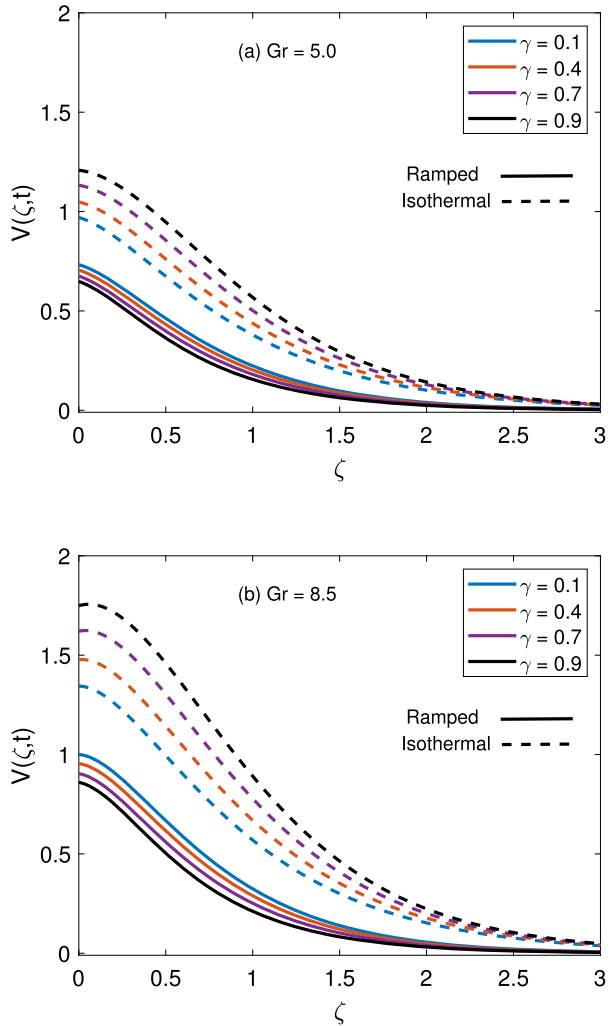 2
(a) Gr = 5.0
γ = 0.1
γ = 0.4
γ = 0.7
γ = 0.9
1.5
Ramped
Isothermal
V(ζ,t)
1
0.5
0
0 0.5 1 1.5 2 2.5 3
ζ
2
(b) Gr = 8.5
γ = 0.1
γ = 0.4
γ = 0.7
γ = 0.9
1.5
Ramped
Isothermal
V(ζ,t)
1
0.5
0
0 0.5 1 1.5 2 2.5 3
ζ